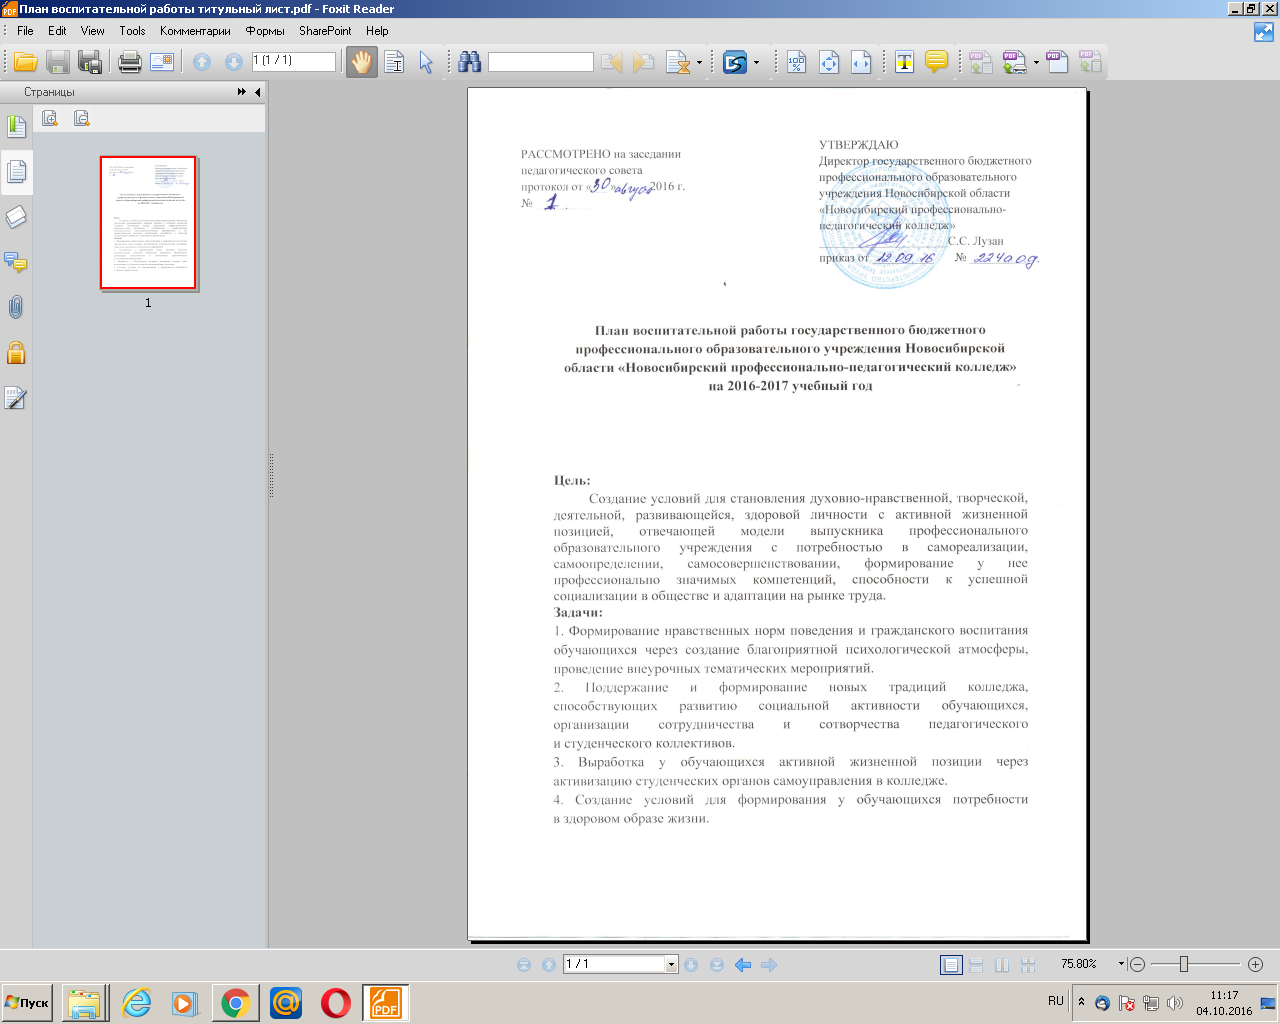 План воспитательной работы титульный лист.pdf - Foxit Reader
File Edit View Tools Комментарии Формы SharePoint Help
1 (1 / 1)
Страницы
1
РАССМОТРЕНО на заседании
педагогического совета
протокол от «30» август 2016 г.
№ 1 .
УТВЕРЖДАЮ
Директор государственного бюджетного
профессионального образовательного
учреждения Новосибирской области
«Новосибирский профессионально-
педагогический колледж»
С.С. Лузан
приказ от 12.09.16 №
План воспитательной работы государственного бюджетного
профессионального образовательного учреждения Новосибирской
области «Новосибирский профессионально-педагогический колледж»
на 2016-2017 учебный год
Цель:
Создание условий для становления духовно-нравственной, творческой,
деятельной, развивающейся, здоровой личности с активной жизненной
позицией, отвечающей модели выпускника профессионального
образовательного учреждения с потребностью в самореализации,
самоопределении, самосовершенствовании, формирование у нее
профессионально значимых компетенций, способности к успешной
социализации в обществе и адаптации на рынке труда.
Задачи:
1. Формирование нравственных норм поведения и гражданского воспитания
обучающихся через создание благоприятной психологической атмосферы,
проведение внеурочных тематических мероприятий.
2. Поддержание и формирование новых традиций колледжа,
способствующих развитию социальной активности обучающихся,
организации сотрудничества и сотворчества педагогического
и студенческого коллективов.
3. Выработка у обучающихся активной жизненной позиции через
активизацию студенческих органов самоуправления в колледже.
4. Создание условий для формирования у обучающихся потребности
в здоровом образе жизни.
1 / 1
75.80%
Пуск
RU
11:17
04.10.2016